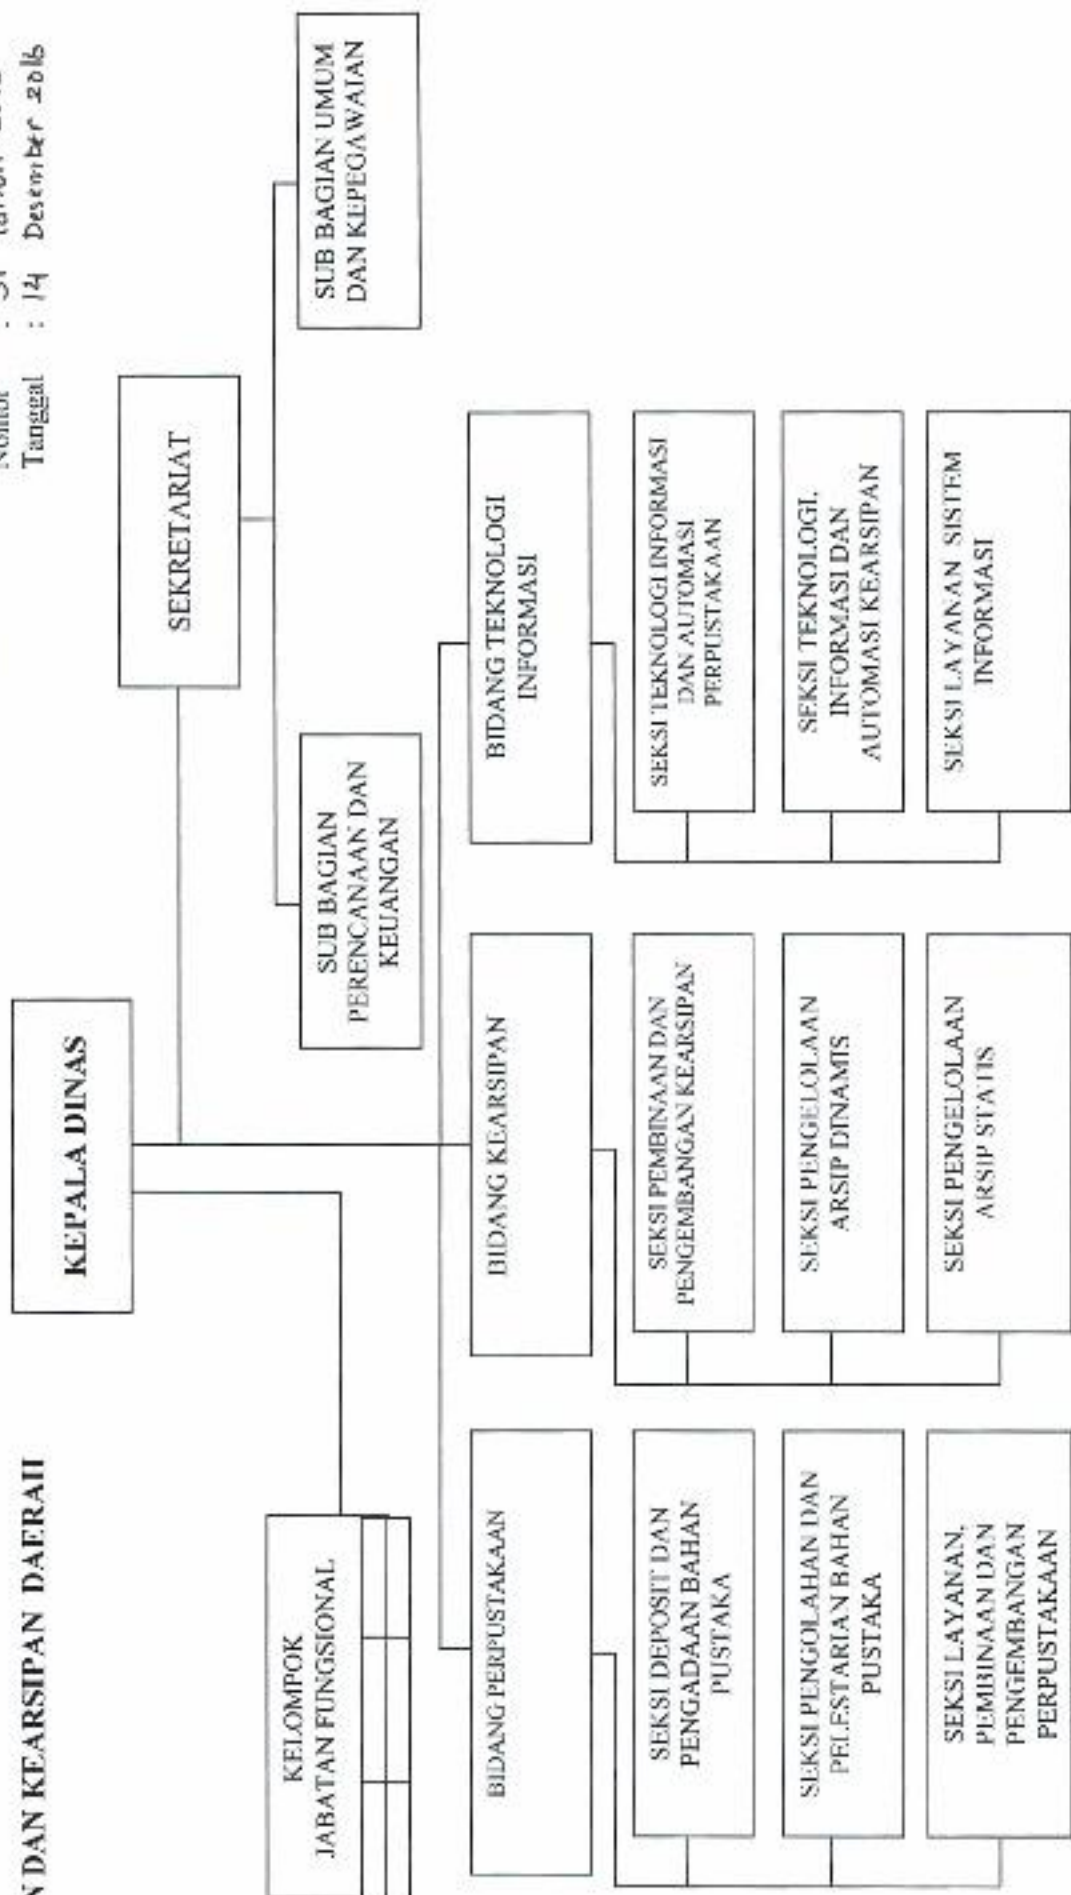 Tanggal : 14 Desember 2016
DAN KEARSIPAN DAERAH
KEPALA DINAS
SEKRETARIAT
KELOMPOK
JABATAN FUNGSIONAL
SUB BAGIAN
PERENCANAAN DAN
KEUANGAN
SUB BAGIAN UMUM
DAN KEPEGAWAIAN
BIDANG PERPUSTAKAAN
BIDANG KEARSIPAN
BIDANG TEKNOLOGI
INFORMASI
SEKSI DEPOSIT DAN
PENGADAAN BAHAN
PUSTAKA
SEKSI PEMBINAAN DAN
PENGEMBANGAN KEARSIPAN
SEKSI TEKNOLOGI INFORMASI
DAN AUTOMASI
PERPUSTAKAAN
SEKSI PENGOLAHAN DAN
PELESTARIAN BAHAN
PUSTAKA
SEKSI PENGELOLAAN
ARSIP DINAMIS
SEKSI TEKNOLOGI,
INFORMASI DAN
AUTOMASI KEARSIPAN
SEKSI LAYANAN,
PEMBINAAN DAN
PENGEMBANGAN
PERPUSTAKAAN
SEKSI PENGELOLAAN
ARSIP STATIS
SEKSI LAYANAN SISTEM
INFORMASI